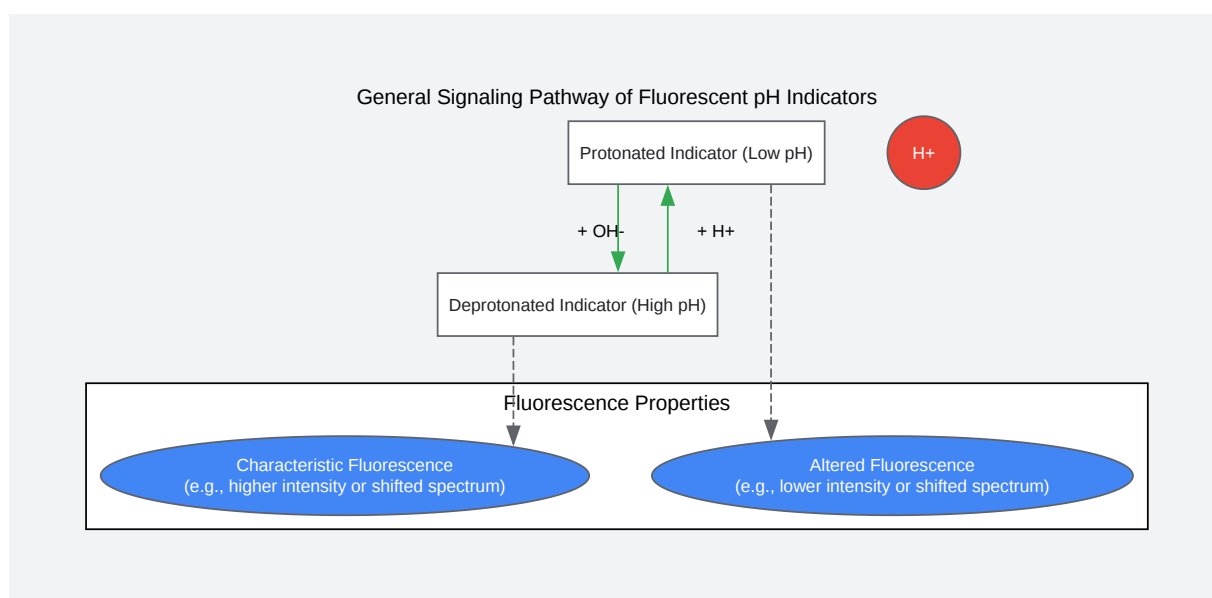 General Signaling Pathway of Fluorescent pH Indicators
Protonated Indicator (Low pH)
H+
+ OH-
+ H+
Deprotonated Indicator (High pH)
Fluorescence Properties
Characteristic Fluorescence
(e.g., higher intensity or shifted spectrum)
Altered Fluorescence
(e.g., lower intensity or shifted spectrum)